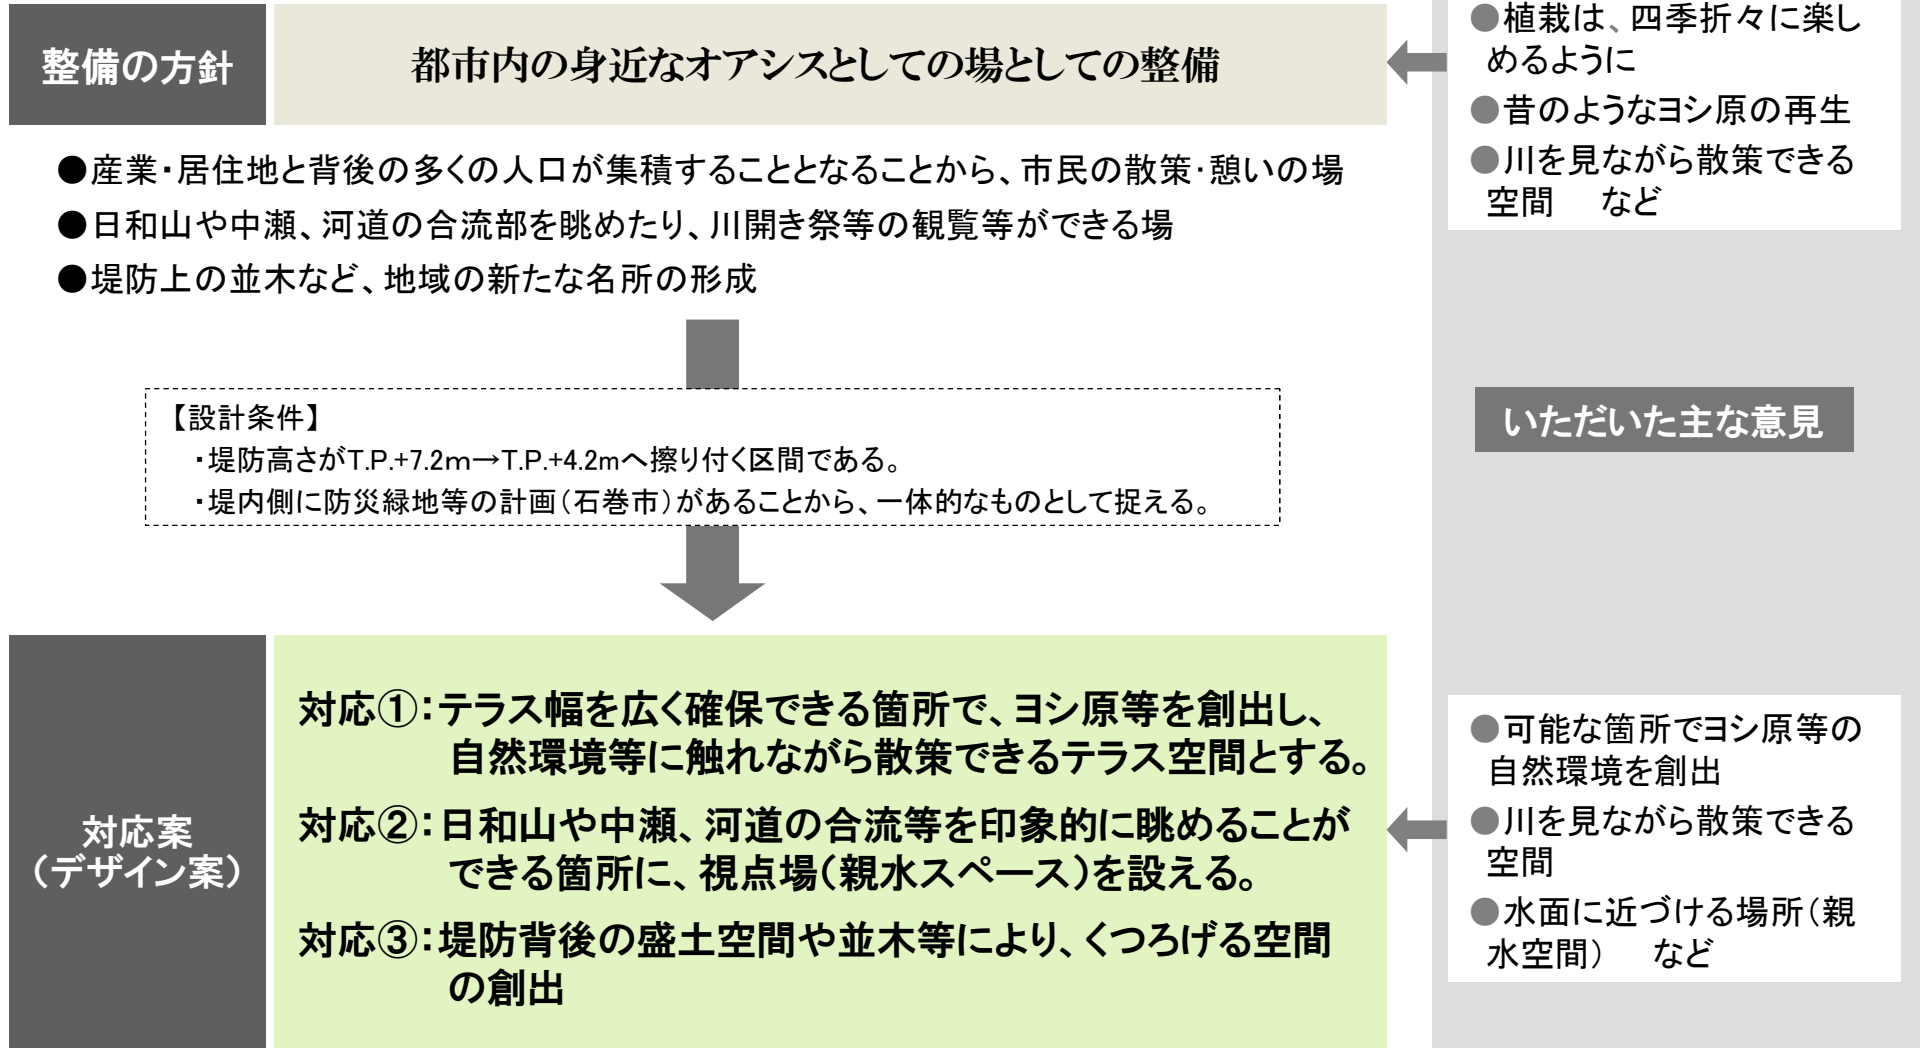 整備の方針
都市内の身近なオアシスとしての場としての整備
●産業・居住地と背後の多くの人口が集積することとなることから、市民の散策・憩いの場
●日和山や中瀬、河道の合流部を眺めたり、川開き祭等の観覧等ができる場
●堤防上の並木など、地域の新たな名所の形成
【設計条件】
・堤防高さがT.P.+7.2m→T.P.+4.2mへ擦り付く区間である。
・堤内側に防災緑地等の計画（石巻市）があることから、一体的なものとして捉える。
対応案
（デザイン案）
対応①：テラス幅を広く確保できる箇所で、ヨシ原等を創出し、
自然環境等に触れながら散策できるテラス空間とする。
対応②：日和山や中瀬、河道の合流等を印象的に眺めることが
できる箇所に、視点場（親水スペース）を設える。
対応③：堤防背後の盛土空間や並木等により、くつろげる空間
の創出
●植栽は、四季折々に楽し
めるように
●昔のようなヨシ原の再生
●川を見ながら散策できる
空間　など
いただいた主な意見
●可能な箇所でヨシ原等の
自然環境を創出
●川を見ながら散策できる
空間
●水面に近づける場所（親
水空間）　など